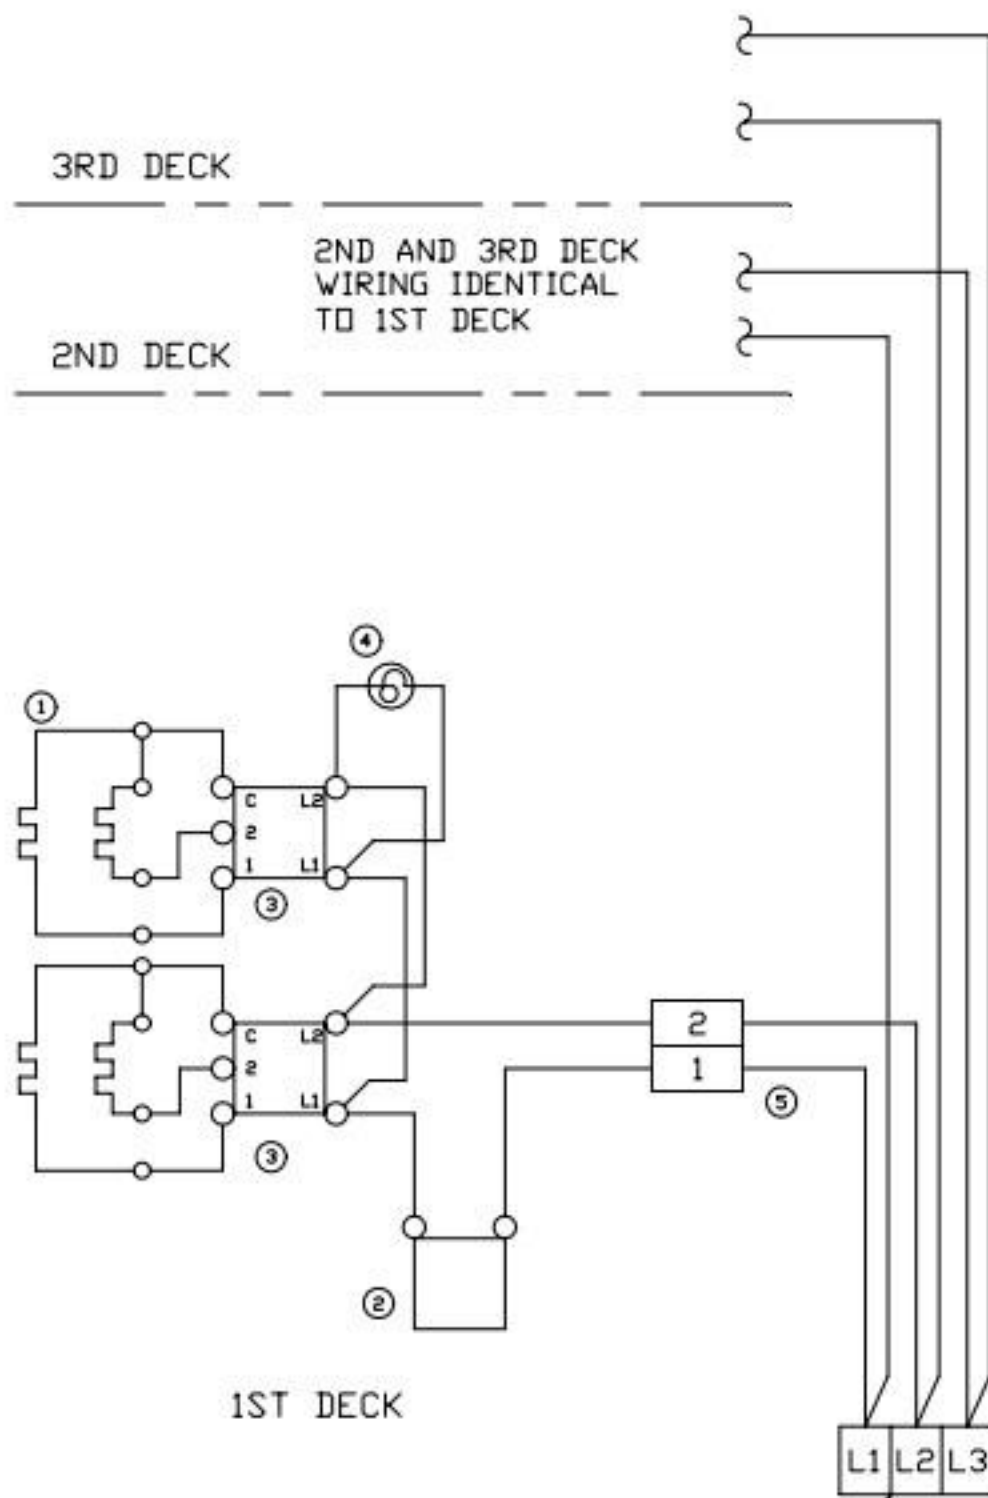 3RD DECK
2ND AND 3RD DECK
WIRING IDENTICAL
TO 1ST DECK
2ND DECK
4
1
C L2
2
1 L1
3
C L2
2
1 L1
3
2
1
5
2
1ST DECK
L1 L2 L3